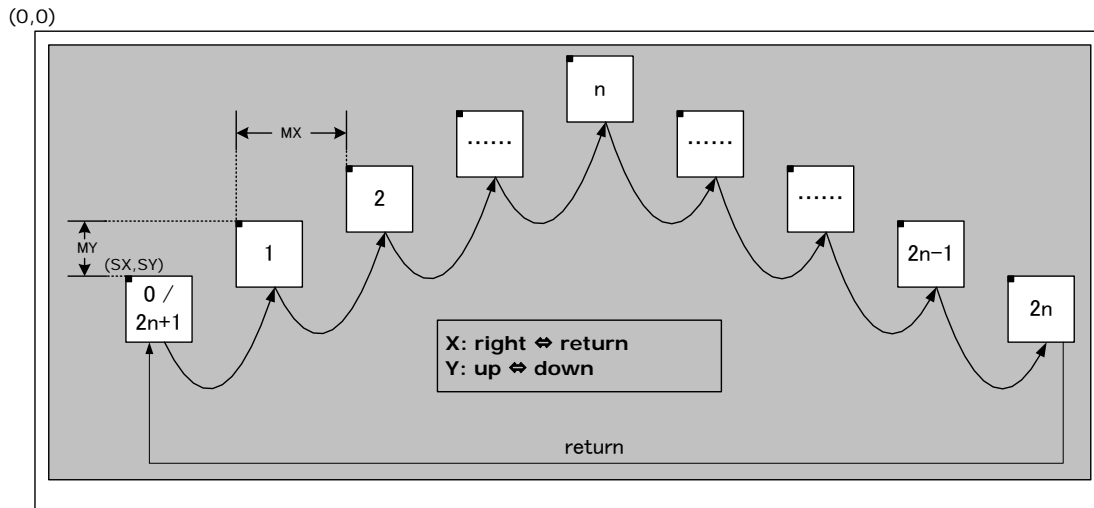 (0,0)
n
MX
......
......
2
......
MY
1
2n-1
(SX,SY)
0 /
2n+1
2n
X: right ⇔ return
Y: up ⇔ down
return